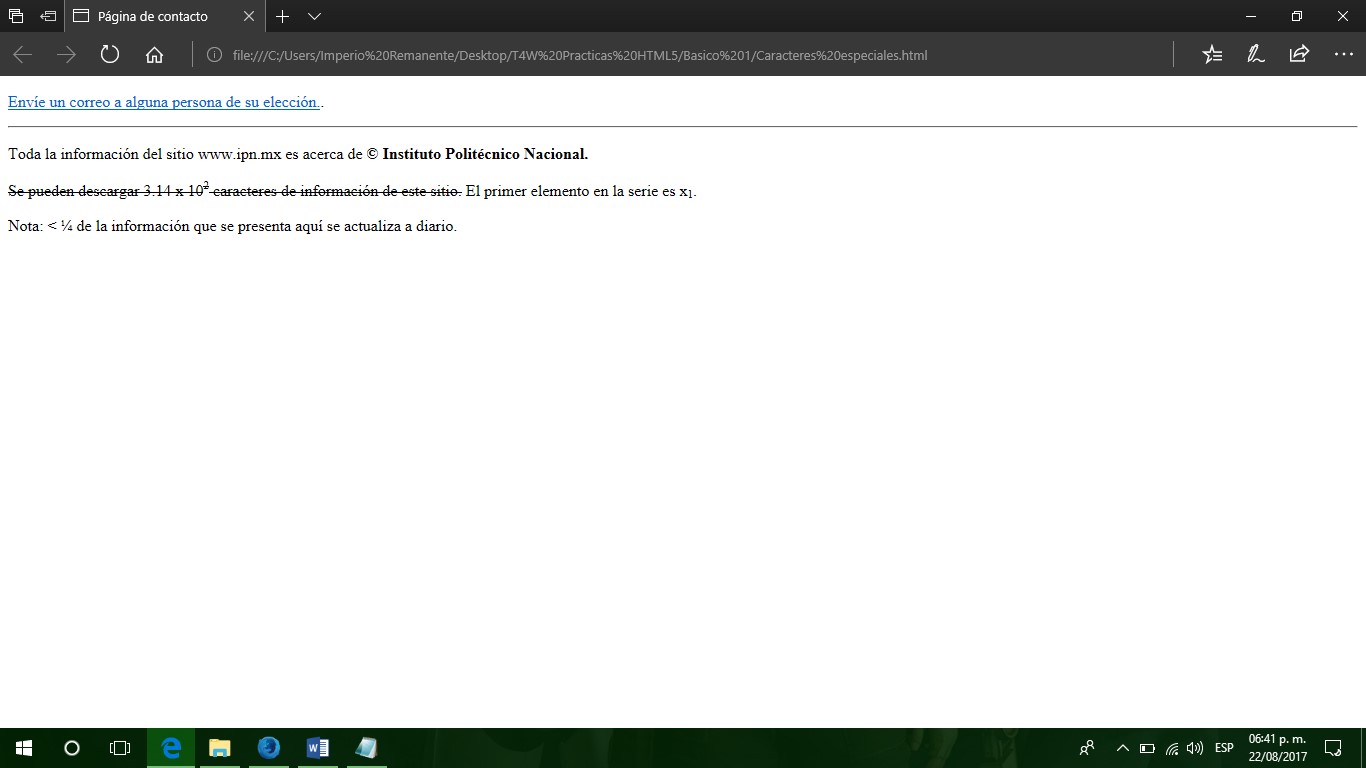 Página de contacto
file:///C:/Users/Imperio%20Remanente/Desktop/T4W%20Practicas%20HTML5/Basico%201/Caracteres%20especiales.html
Envíe un correo a alguna persona de su elección..
Toda la información del sitio www.ipn.mx es acerca de © Instituto Politécnico Nacional.
Se pueden descargar 3.14 x 10² caracteres de información de este sitio. El primer elemento en la serie es x₁.
Nota: < ¼ de la información que se presenta aquí se actualiza a diario.
ESP
06:41 p. m.
22/08/2017